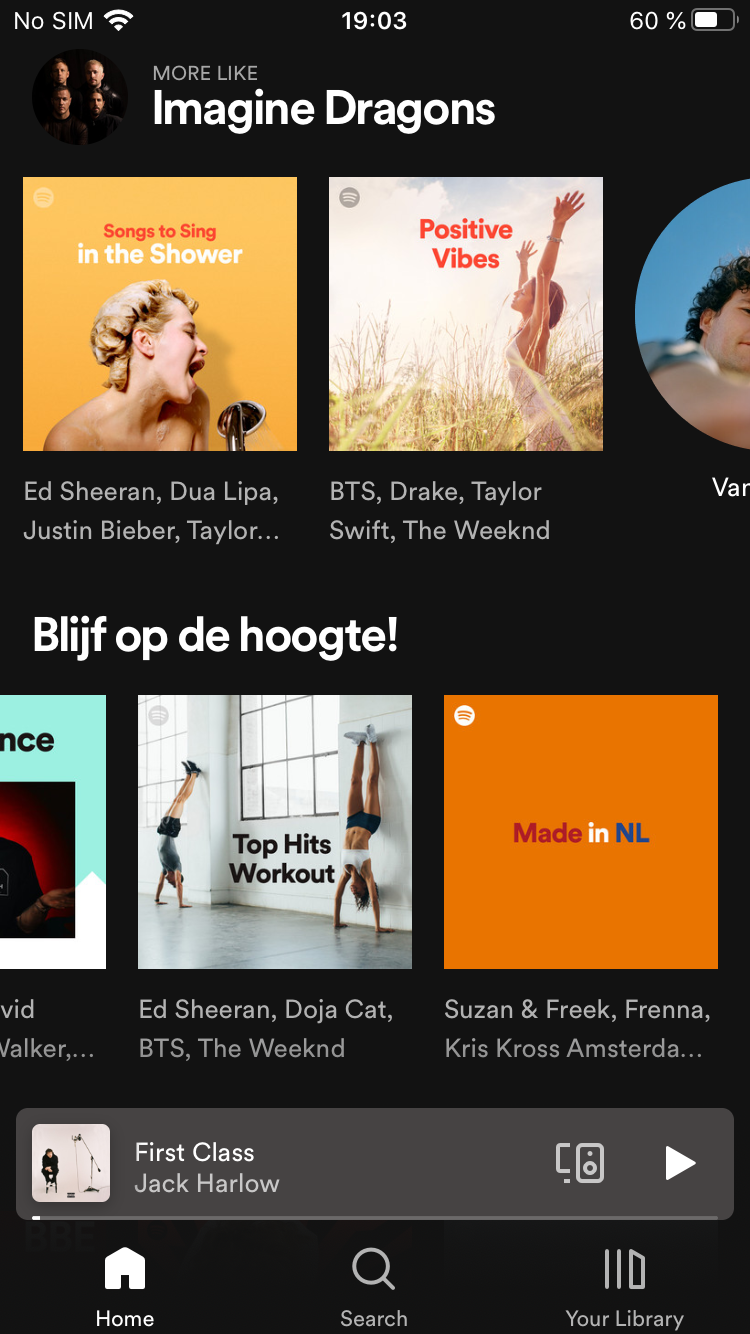 No SIM 19:03 60 %
MORE LIKE
Imagine Dragons
Songs to Sing
in the Shower
Positive
Vibes
Ed Sheeran, Dua Lipa,
Justin Bieber, Taylor...
BTS, Drake, Taylor
Swift, The Weeknd
Van
Blijf op de hoogte!
nce
Top Hits
Workout
Made in NL
vid
Walker,...
Ed Sheeran, Doja Cat,
BTS, The Weeknd
Suzan & Freek, Frenna,
Kris Kross Amsterda...
First Class
Jack Harlow
Home
Search
Your Library